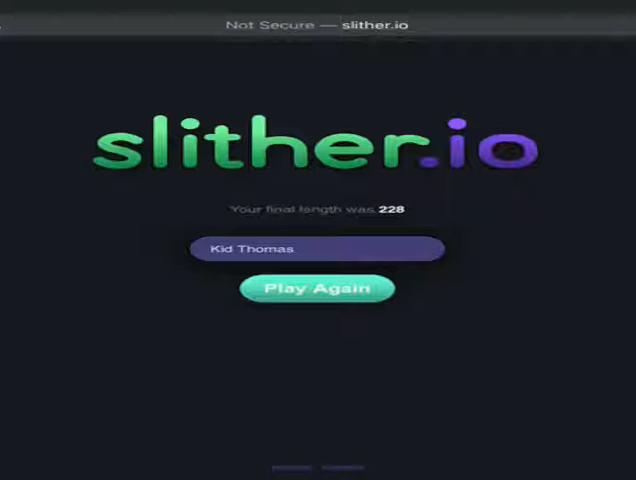 Not Secure — slither.io
slither.io
Your final length was 228
Kid Thomas
Play Again